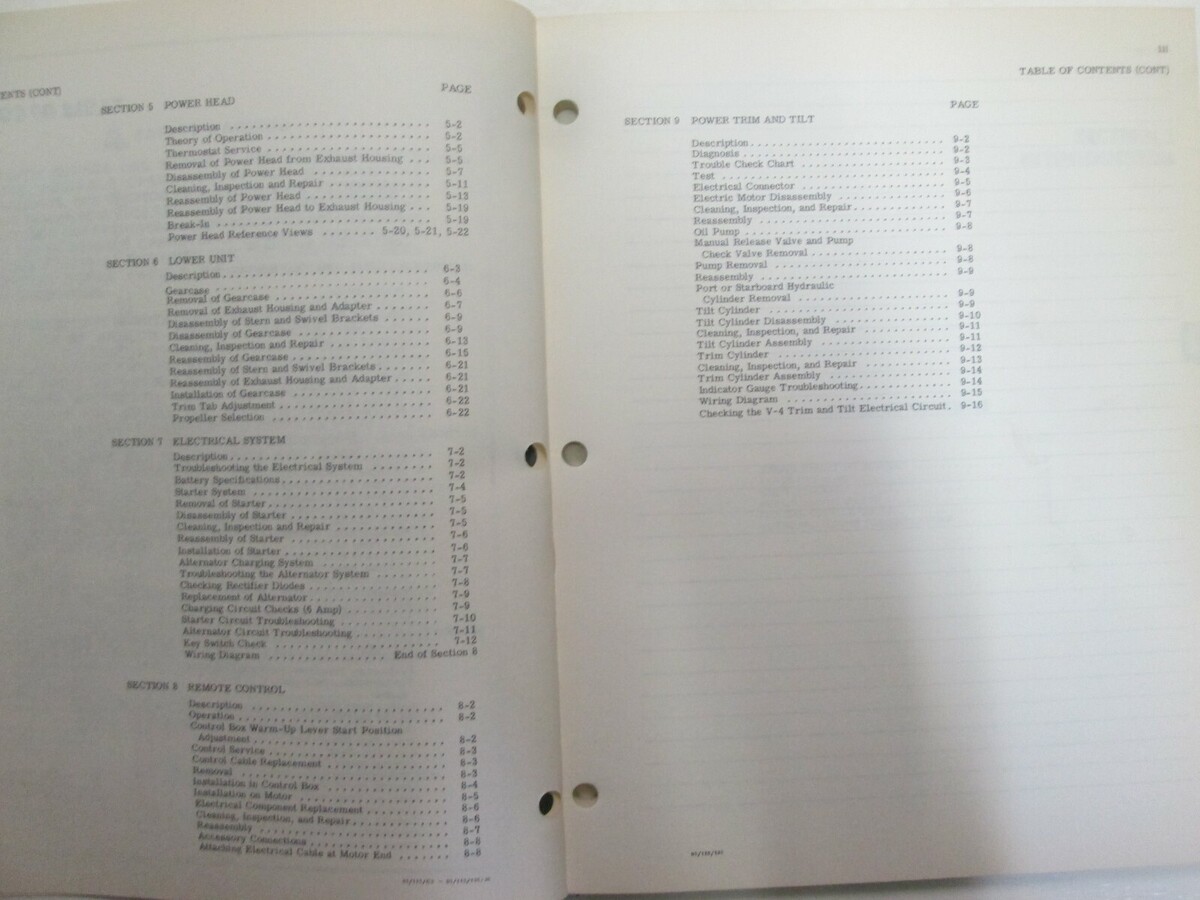 ENTS (CONT)
PAGE
SECTION 5 POWER HEAD
Description . . . . . . . . . . 5-2
Theory of Operation . . . . . . . . . . 5-2
Thermostat Service . . . . . . . . . . 5-5
Removal of Power Head from Exhaust Housing . . . 5-5
Disassembly of Power Head . . . . . . . . . . 5-7
Cleaning, Inspection and Repair . . . . . . . . . . 5-11
Reassembly of Power Head . . . . . . . . . . 5-13
Reassembly of Power Head to Exhaust Housing . . . 5-19
Break-In . . . . . . . . . . 5-19
Power Head Reference Views . . . . . . . 5-20, 5-21, 5-22
SECTION 6 LOWER UNIT
Description . . . . . . . . . . 6-3
Gearcase . . . . . . . . . . 6-4
Removal of Gearcase . . . . . . . . . . 6-6
Removal of Exhaust Housing and Adapter . . . . . . 6-7
Disassembly of Stern and Swivel Brackets . . . . . . 6-9
Disassembly of Gearcase . . . . . . . . . . 6-9
Cleaning, Inspection and Repair . . . . . . . . . . 6-13
Reassembly of Gearcase . . . . . . . . . . 6-15
Reassembly of Stern and Swivel Brackets . . . . . . 6-21
Reassembly of Exhaust Housing and Adapter . . . . . 6-21
Installation of Gearcase . . . . . . . . . . 6-21
Trim Tab Adjustment . . . . . . . . . . 6-22
Propeller Selection . . . . . . . . . . 6-22
SECTION 7 ELECTRICAL SYSTEM
Description . . . . . . . . . . 7-2
Troubleshooting the Electrical System . . . . . . . . 7-2
Battery Specifications . . . . . . . . . . 7-2
Starter System . . . . . . . . . . 7-4
Removal of Starter . . . . . . . . . . 7-5
Disassembly of Starter . . . . . . . . . . 7-5
Cleaning, Inspection and Repair . . . . . . . . . . 7-5
Reassembly of Starter . . . . . . . . . . 7-6
Installation of Starter . . . . . . . . . . 7-6
Alternator Charging System . . . . . . . . . . 7-7
Troubleshooting the Alternator System . . . . . . . . 7-7
Checking Rectifier Diodes . . . . . . . . . . 7-8
Replacement of Alternator . . . . . . . . . . 7-9
Charging Circuit Checks (6 Amp) . . . . . . . . . . 7-9
Starter Circuit Troubleshooting . . . . . . . . . . 7-10
Alternator Circuit Troubleshooting . . . . . . . . . . 7-11
Key Switch Check . . . . . . . . . . 7-12
Wiring Diagram . . . . . . . . . . End of Section 8
SECTION 8 REMOTE CONTROL
Description . . . . . . . . . . 8-2
Operation . . . . . . . . . . 8-2
Control Box Warm-Up Lever Start Position
Adjustment . . . . . . . . . . 8-2
Control Service . . . . . . . . . . 8-3
Control Cable Replacement . . . . . . . . . . 8-3
Removal . . . . . . . . . . 8-3
Installation in Control Box . . . . . . . . . . 8-4
Installation on Motor . . . . . . . . . . 8-5
Electrical Component Replacement . . . . . . . . . . 8-6
Cleaning, Inspection, and Repair . . . . . . . . . . 8-6
Reassembly . . . . . . . . . . 8-7
Accessory Connections . . . . . . . . . . 8-8
Attaching Electrical Cable at Motor End . . . . . . . 8-8
TABLE OF CONTENTS (CONT)
PAGE
SECTION 9 POWER TRIM AND TILT
Description . . . . . . . . . . 9-2
Diagnosis . . . . . . . . . . 9-2
Trouble Check Chart . . . . . . . . . . 9-3
Test . . . . . . . . . . 9-4
Electrical Connector . . . . . . . . . . 9-5
Electric Motor Disassembly . . . . . . . . . . 9-6
Cleaning, Inspection, and Repair . . . . . . . . . . 9-7
Reassembly . . . . . . . . . . 9-7
Oil Pump . . . . . . . . . . 9-8
Manual Release Valve and Pump
Check Valve Removal . . . . . . . . . . 9-8
Pump Removal . . . . . . . . . . 9-8
Reassembly . . . . . . . . . . 9-9
Port or Starboard Hydraulic
Cylinder Removal . . . . . . . . . . 9-9
Tilt Cylinder . . . . . . . . . . 9-9
Tilt Cylinder Disassembly . . . . . . . . . . 9-10
Cleaning, Inspection, and Repair . . . . . . . . . . 9-11
Tilt Cylinder Assembly . . . . . . . . . . 9-11
Trim Cylinder . . . . . . . . . . 9-12
Cleaning, Inspection, and Repair . . . . . . . . . . 9-13
Trim Cylinder Assembly . . . . . . . . . . 9-14
Indicator Gauge Troubleshooting . . . . . . . . . . 9-14
Wiring Diagram . . . . . . . . . . 9-15
Checking the V-4 Trim and Tilt Electrical Circuit. 9-16